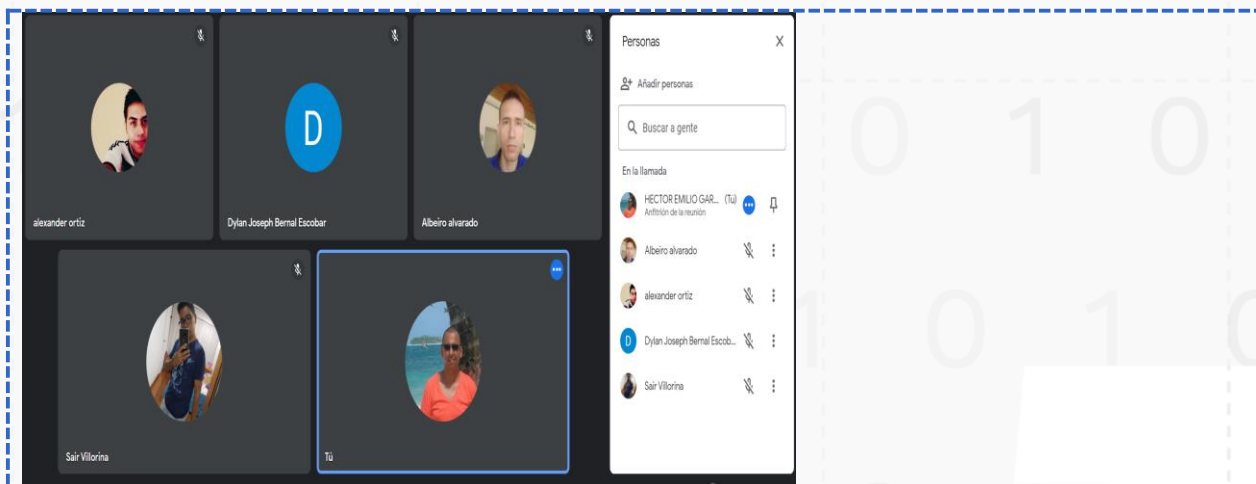 alexander ortiz
D
Dylan Joseph Bernal Escobar
Albeiro alvarado
Sair Villorina
Tú
Personas
Añadir personas
Buscar a gente
En la llamada
HECTOR EMILIO GAR... (Tú)
Anfitrión de la reunión
Albeiro alvarado
alexander ortiz
D Dylan Joseph Bernal Escob...
Sair Villorina
0 1 0
1 0 1 0